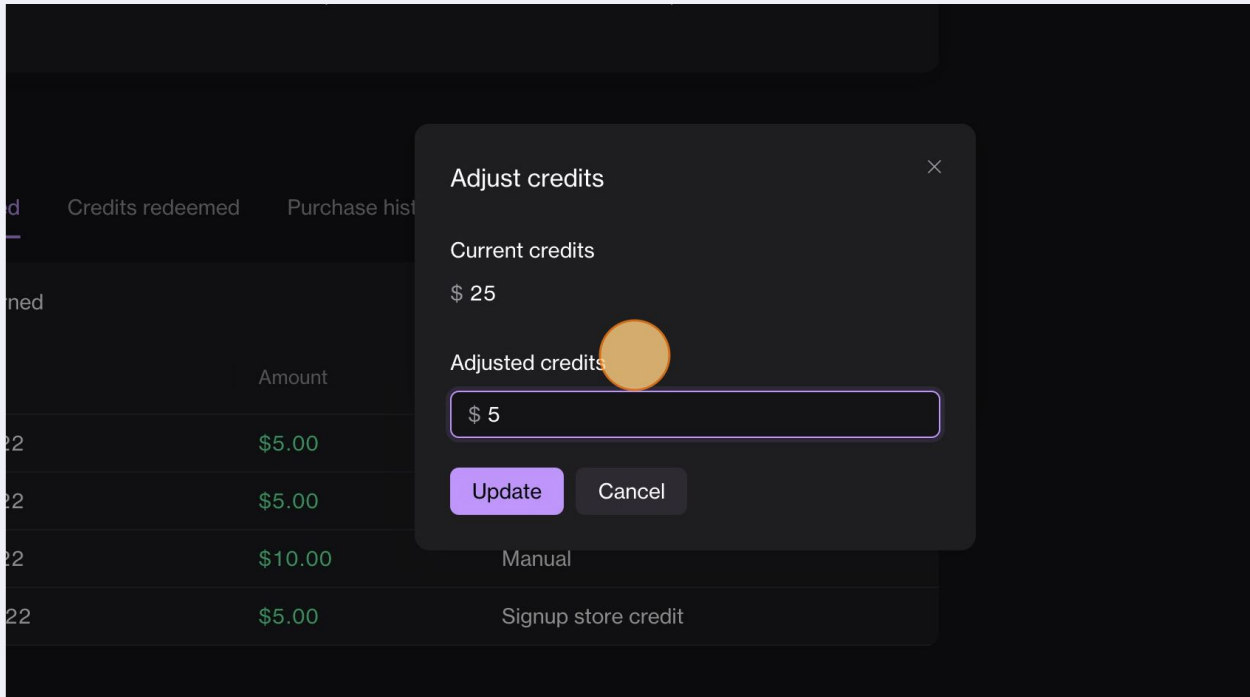 Adjust credits
Credits redeemed
Current credits
$ 25
Adjusted credits
$ 5
Update Cancel
Amount
$5.00
$5.00
$10.00 Manual
$5.00 Signup store credit